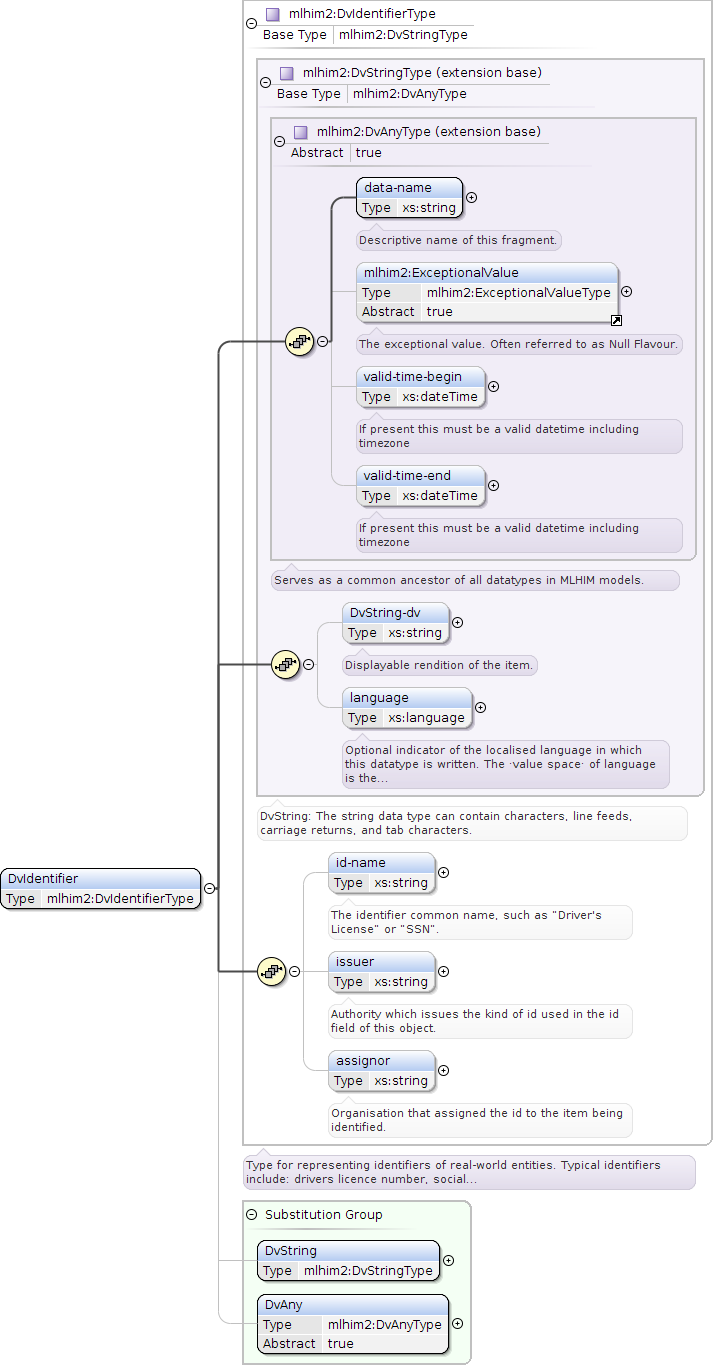 mlhim2:DvIdentifierType
Base Type mlhim2:DvStringType
mlhim2:DvStringType (extension base)
Base Type mlhim2:DvAnyType
mlhim2:DvAnyType (extension base)
Abstract true
data-name
Type xs:string
Descriptive name of this fragment.
mlhim2:ExceptionalValue
Type mlhim2:ExceptionalValueType
Abstract true
The exceptional value. Often referred to as Null Flavour.
valid-time-begin
Type xs:dateTime
If present this must be a valid datetime including
timezone
valid-time-end
Type xs:dateTime
If present this must be a valid datetime including
timezone
Serves as a common ancestor of all datatypes in MLHIM models.
DvString-dv
Type xs:string
Displayable rendition of the item.
language
Type xs:language
Optional indicator of the localised language in which
this datatype is written. The ·value space· of language
is the...
DvString: The string data type can contain characters, line feeds,
carriage returns, and tab characters.
DvIdentifier
Type mlhim2:DvIdentifierType
id-name
Type xs:string
The identifier common name, such as "Driver's
License" or "SSN".
issuer
Type xs:string
Authority which issues the kind of id used in the id
field of this object.
assignor
Type xs:string
Organisation that assigned the id to the item being
identified.
Type for representing identifiers of real-world entities. Typical identifiers
include: drivers licence number, social...
Substitution Group
DvString
Type mlhim2:DvStringType
DvAny
Type mlhim2:DvAnyType
Abstract true